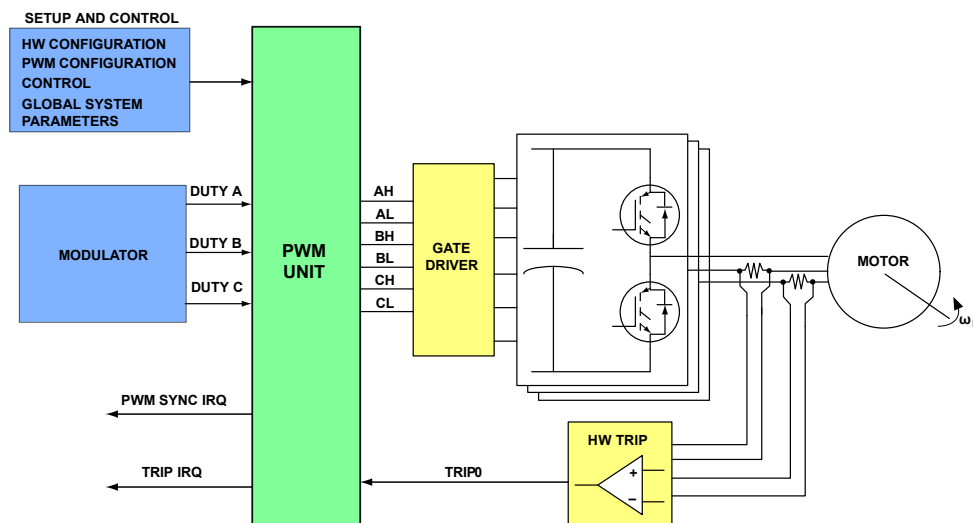 SETUP AND CONTROL
HW CONFIGURATION
PWM CONFIGURATION
CONTROL
GLOBAL SYSTEM
PARAMETERS
MODULATOR
DUTY A
DUTY B
DUTY C
PWM
UNIT
AH
AL
BH
BL
CH
CL
GATE
DRIVER
MOTOR
PWM SYNC IRQ
TRIP IRQ
TRIP0
HW TRIP
+
−